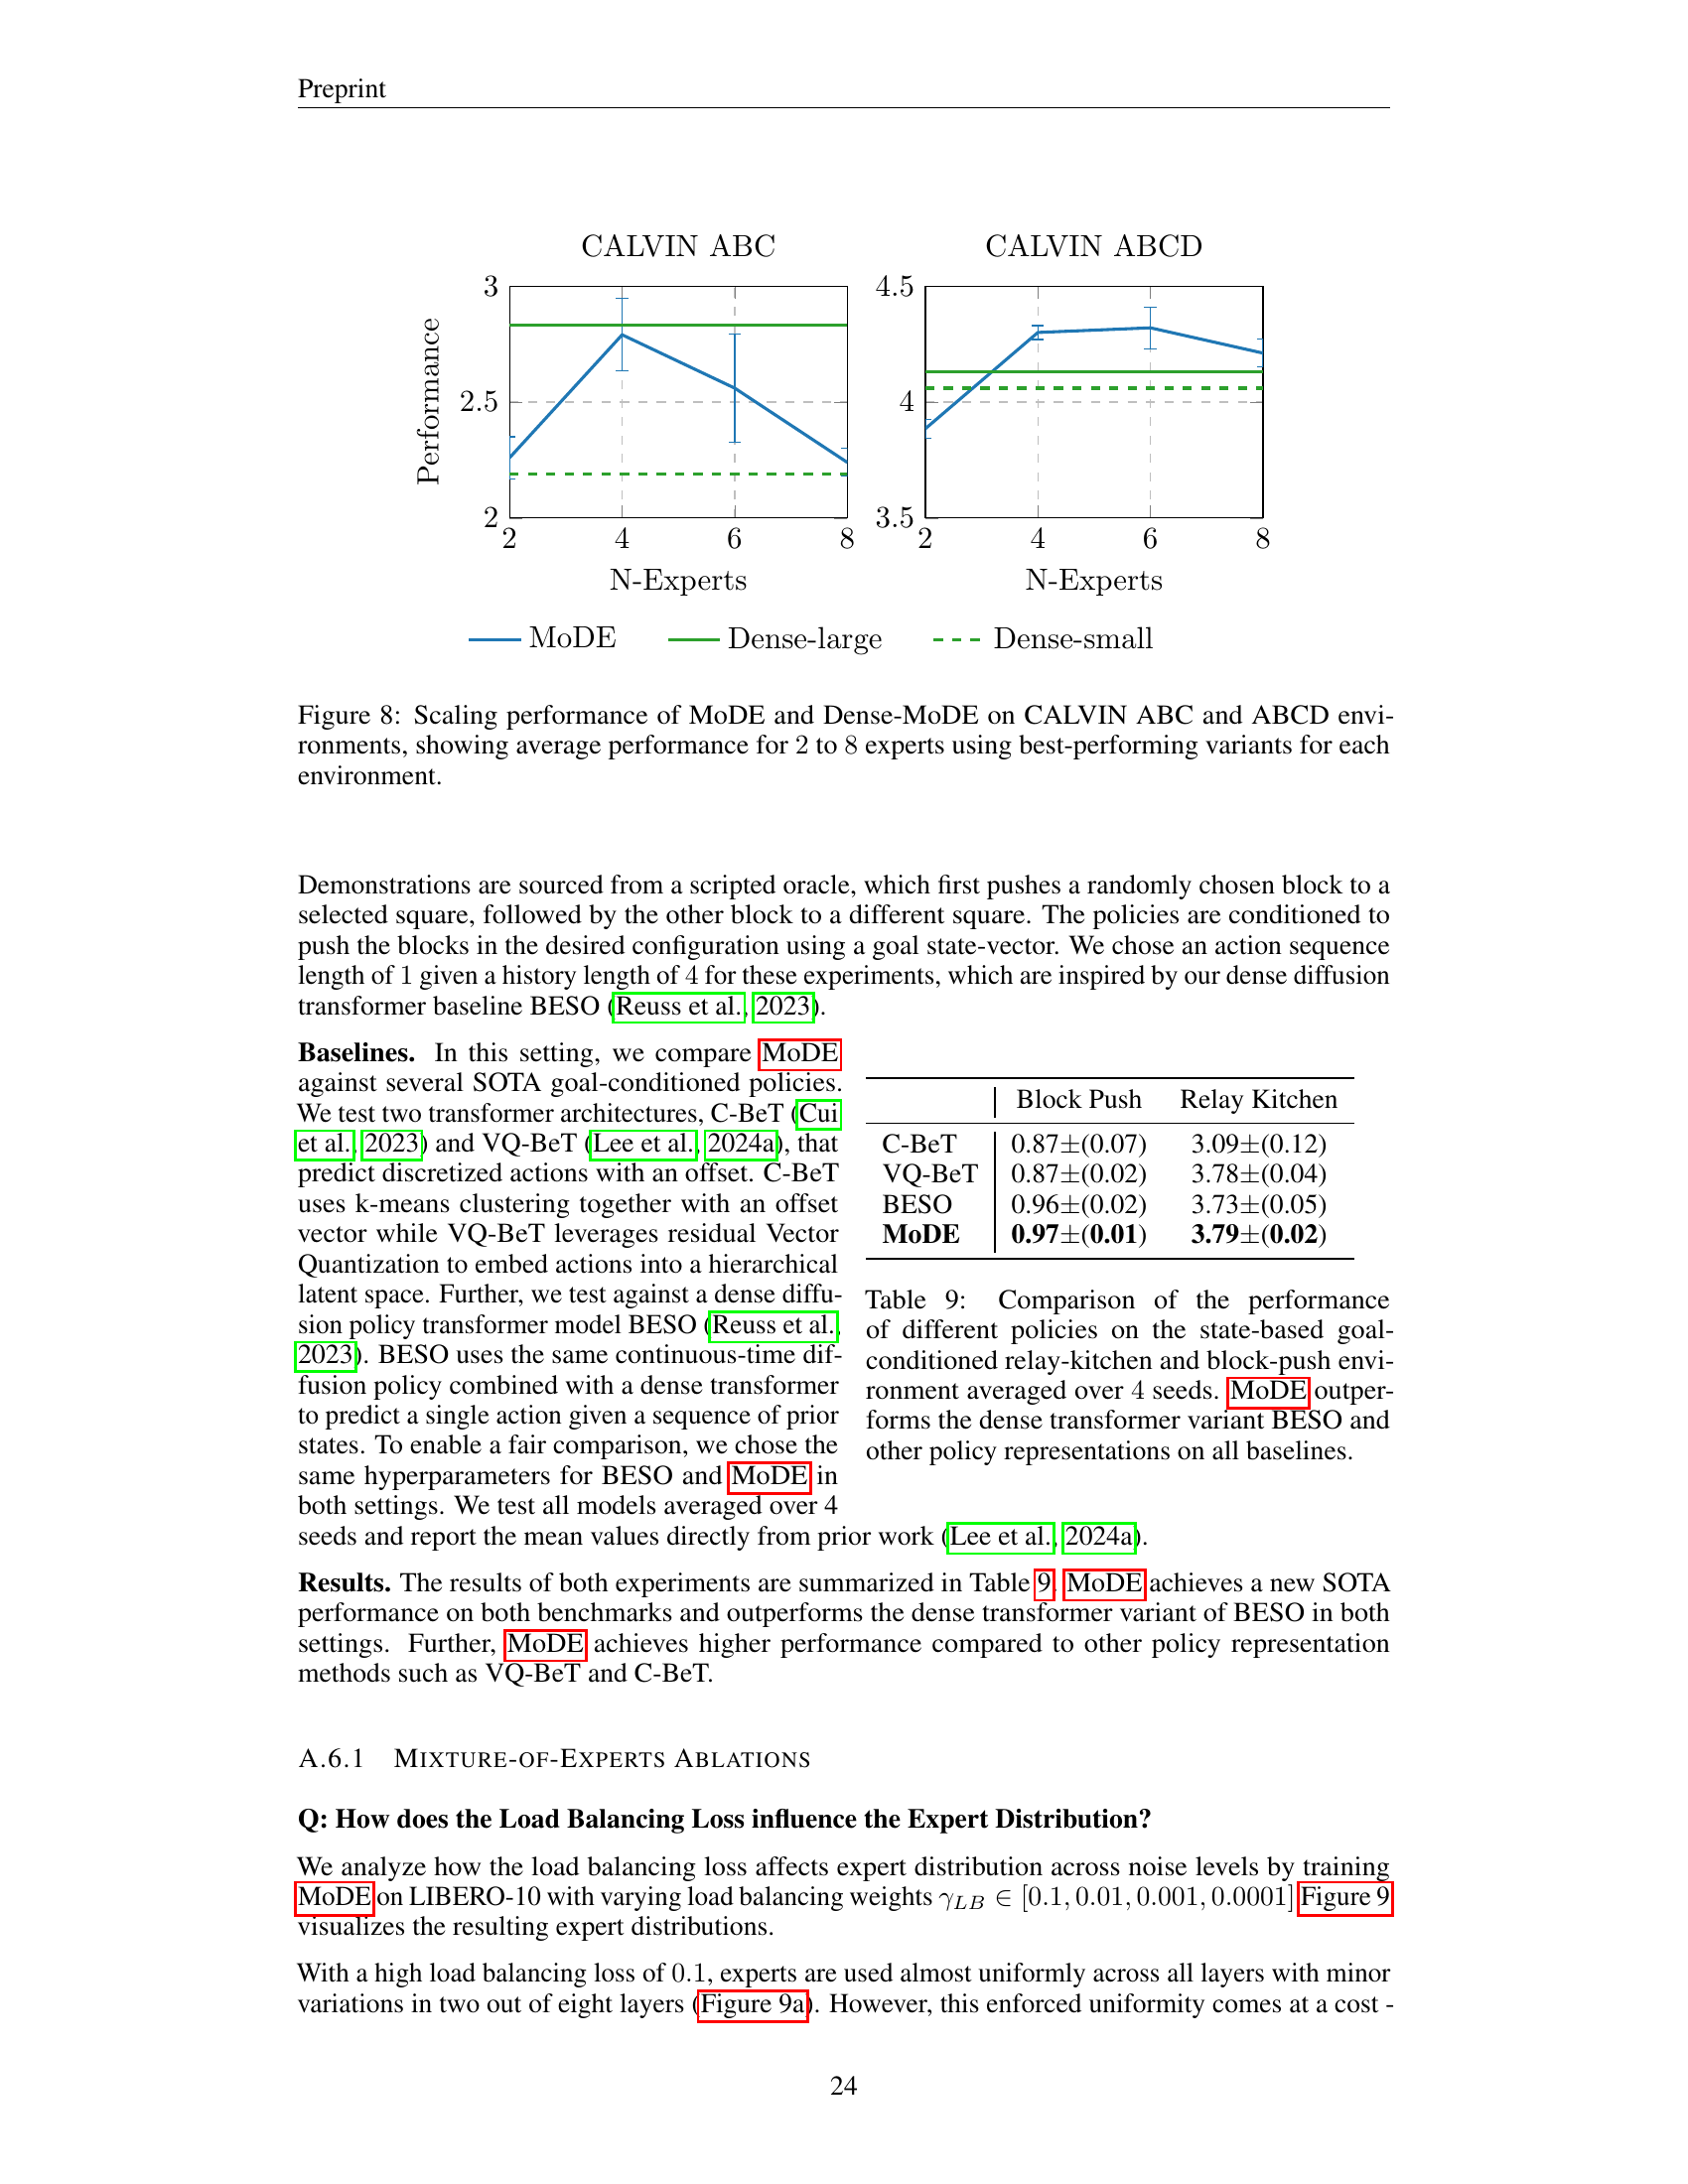 Preprint
CALVIN ABC
CALVIN ABCD
3
2.5
2
Performance
2 4 6 8
N-Experts
4.5
4
3.5
2 4 6 8
N-Experts
MoDE Dense-large Dense-small
Figure 8: Scaling performance of MoDE and Dense-MoDE on CALVIN ABC and ABCD envi-
ronments, showing average performance for 2 to 8 experts using best-performing variants for each
environment.
Demonstrations are sourced from a scripted oracle, which first pushes a randomly chosen block to a
selected square, followed by the other block to a different square. The policies are conditioned to
push the blocks in the desired configuration using a goal state-vector. We chose an action sequence
length of 1 given a history length of 4 for these experiments, which are inspired by our dense diffusion
transformer baseline BESO (Reuss et al., 2023).
Baselines. In this setting, we compare MoDE
against several SOTA goal-conditioned policies.
We test two transformer architectures, C-BeT (Cui
et al., 2023) and VQ-BeT (Lee et al., 2024a), that
predict discretized actions with an offset. C-BeT
uses k-means clustering together with an offset
vector while VQ-BeT leverages residual Vector
Quantization to embed actions into a hierarchical
latent space. Further, we test against a dense diffu-
sion policy transformer model BESO (Reuss et al.,
2023). BESO uses the same continuous-time dif-
fusion policy combined with a dense transformer
to predict a single action given a sequence of prior
states. To enable a fair comparison, we chose the
same hyperparameters for BESO and MoDE in
both settings. We test all models averaged over 4
seeds and report the mean values directly from prior work (Lee et al., 2024a).
Block Push Relay Kitchen
C-BeT 0.87±(0.07) 3.09±(0.12)
VQ-BeT 0.87±(0.02) 3.78±(0.04)
BESO 0.96±(0.02) 3.73±(0.05)
MoDE 0.97±(0.01) 3.79±(0.02)
Table 9: Comparison of the performance
of different policies on the state-based goal-
conditioned relay-kitchen and block-push envi-
ronment averaged over 4 seeds. MoDE outper-
forms the dense transformer variant BESO and
other policy representations on all baselines.
Results. The results of both experiments are summarized in Table 9. MoDE achieves a new SOTA
performance on both benchmarks and outperforms the dense transformer variant of BESO in both
settings. Further, MoDE achieves higher performance compared to other policy representation
methods such as VQ-BeT and C-BeT.
A.6.1 MIXTURE-OF-EXPERTS ABLATIONS
Q: How does the Load Balancing Loss influence the Expert Distribution?
We analyze how the load balancing loss affects expert distribution across noise levels by training
MoDE on LIBERO-10 with varying load balancing weights γ_LB ∈ [0.1, 0.01, 0.001, 0.0001] Figure 9
visualizes the resulting expert distributions.
With a high load balancing loss of 0.1, experts are used almost uniformly across all layers with minor
variations in two out of eight layers (Figure 9a). However, this enforced uniformity comes at a cost -
24